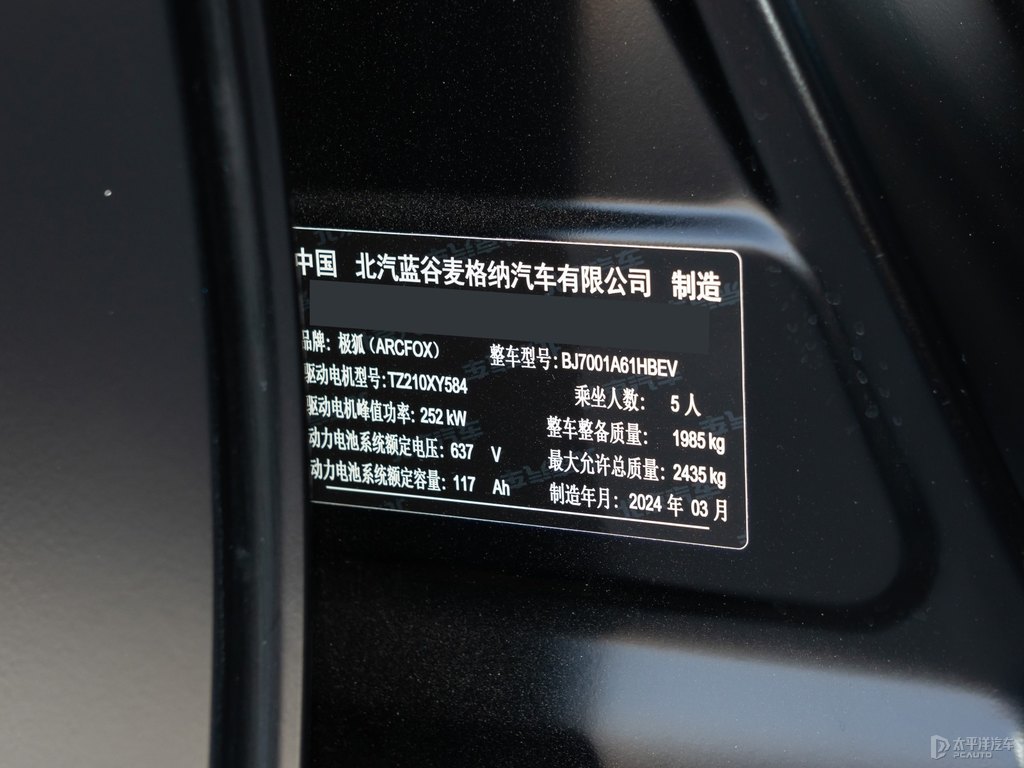 中国 北汽蓝谷麦格纳汽车有限公司 制造
品牌：极狐（ARCFOX） 整车型号：BJ7001A61HBEV
驱动电机型号：TZ210XY584 乘坐人数： 5 人
驱动电机峰值功率：252 kW 整车整备质量： 1985 kg
动力电池系统额定电压：637 V 最大允许总质量：2435 kg
动力电池系统额定容量：117 Ah 制造年月： 2024 年 03 月
太平洋汽车
PCAUTO